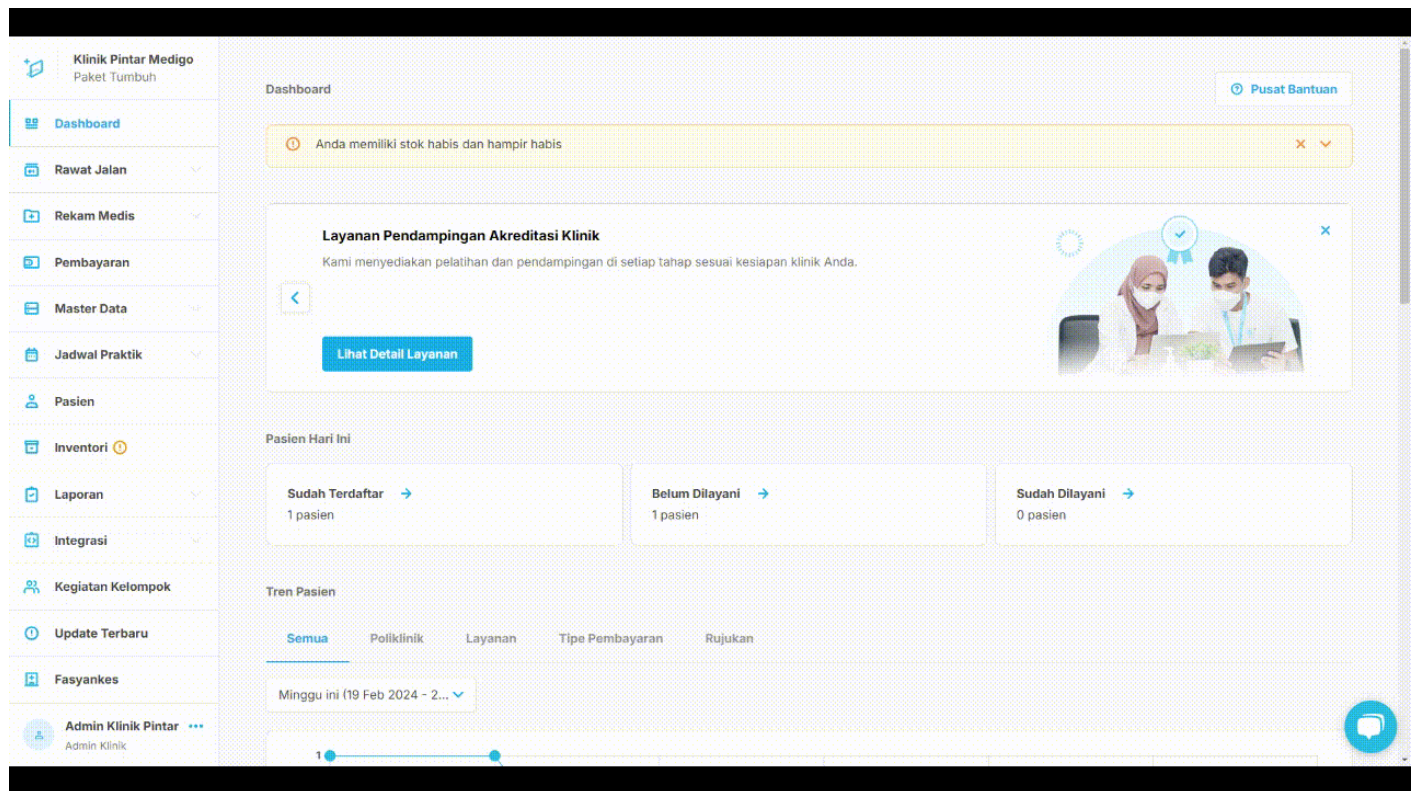 Klinik Pintar Medigo
Paket Tumbuh
Dashboard
Rawat Jalan
Rekam Medis
Pembayaran
Master Data
Jadwal Praktik
Pasien
Inventori
Laporan
Integrasi
Kegiatan Kelompok
Update Terbaru
Fasyankes
Admin Klinik Pintar
Admin Klinik
Dashboard
Pusat Bantuan
Anda memiliki stok habis dan hampir habis
Layanan Pendampingan Akreditasi Klinik
Kami menyediakan pelatihan dan pendampingan di setiap tahap sesuai kesiapan klinik Anda.
Lihat Detail Layanan
Pasien Hari Ini
Sudah Terdaftar
1 pasien
Belum Dilayani
1 pasien
Sudah Dilayani
0 pasien
Tren Pasien
Semua Poliklinik Layanan Tipe Pembayaran Rujukan
Minggu ini (19 Feb 2024 - 2...
1